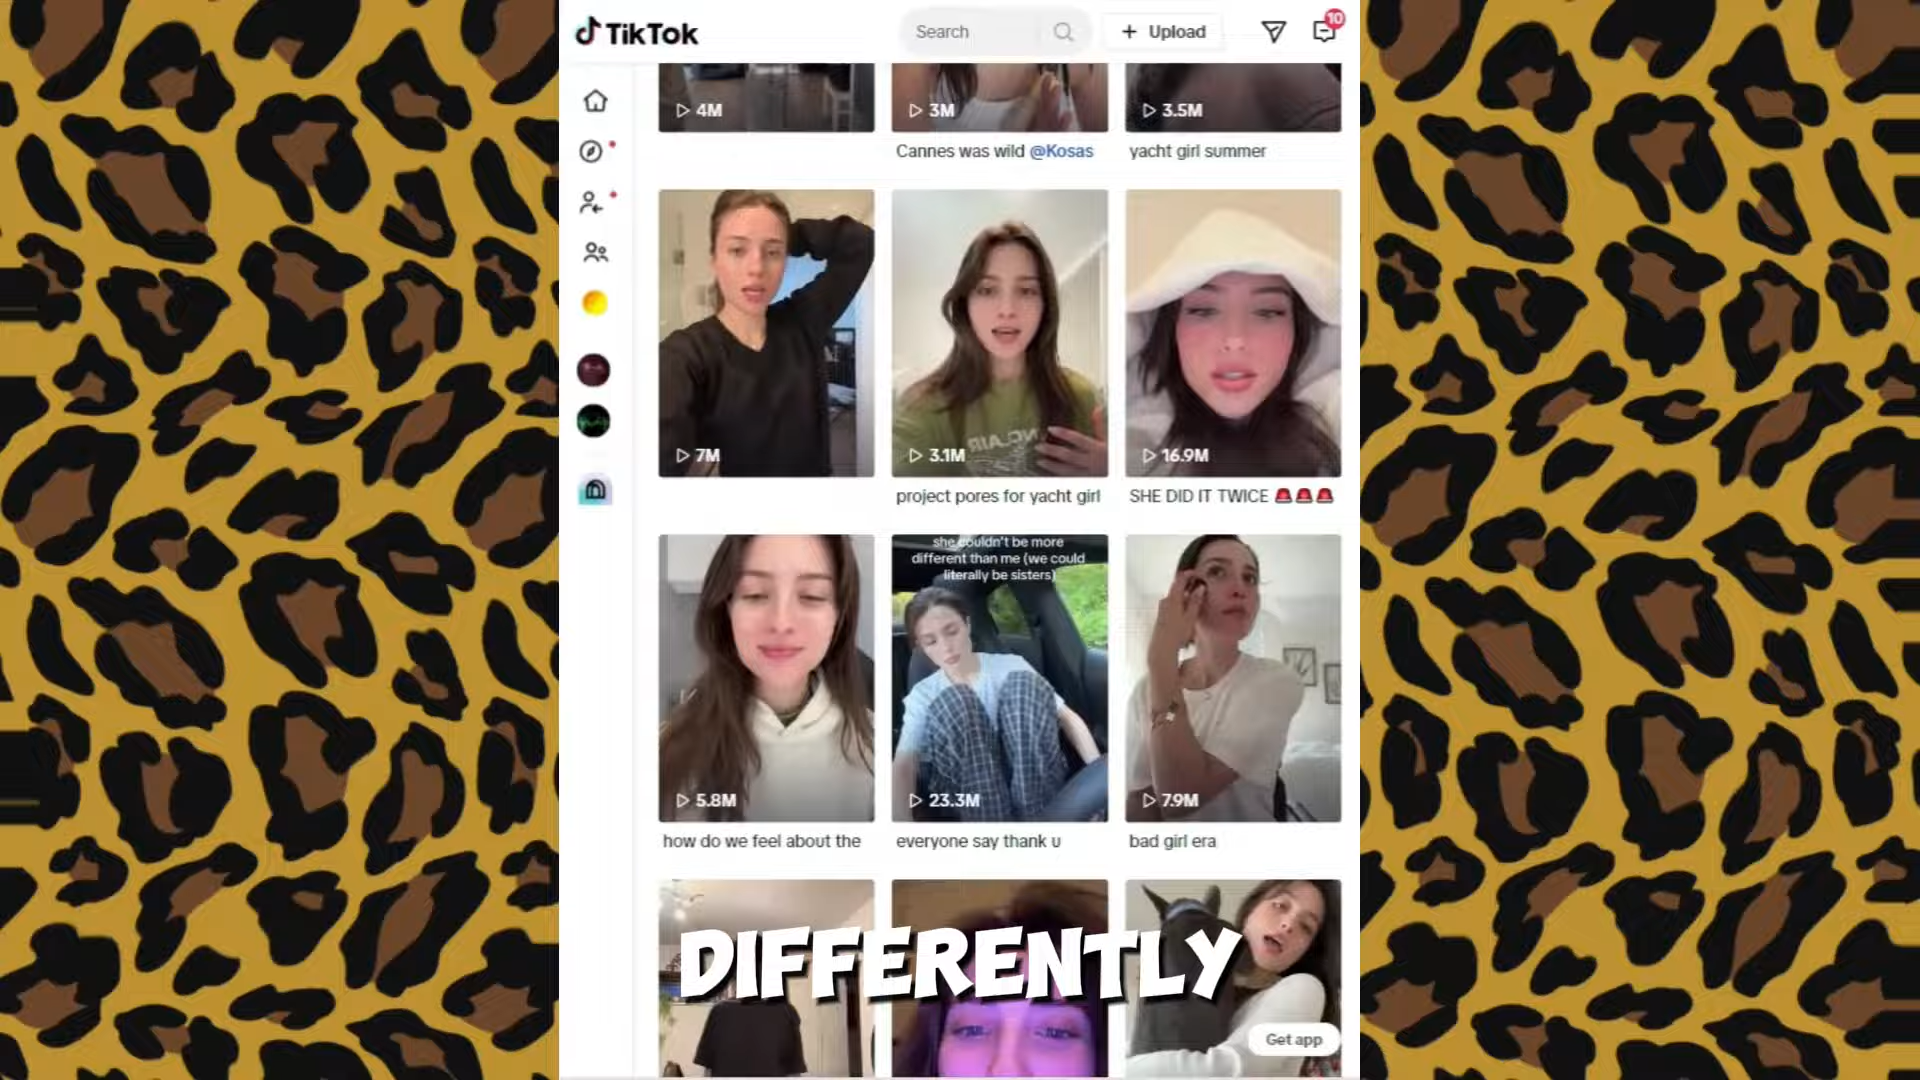 TikTok
Search
Upload
10
4M
3M
3.5M
Cannes was wild @Kosas
yacht girl summer
7M
3.1M
16.9M
project pores for yacht girl
SHE DID IT TWICE 🚨🚨🚨
she couldn't be more
different than me (we could
literally be sisters)
5.8M
23.3M
7.9M
how do we feel about the
everyone say thank u
bad girl era
DIFFERENTLY
Get app